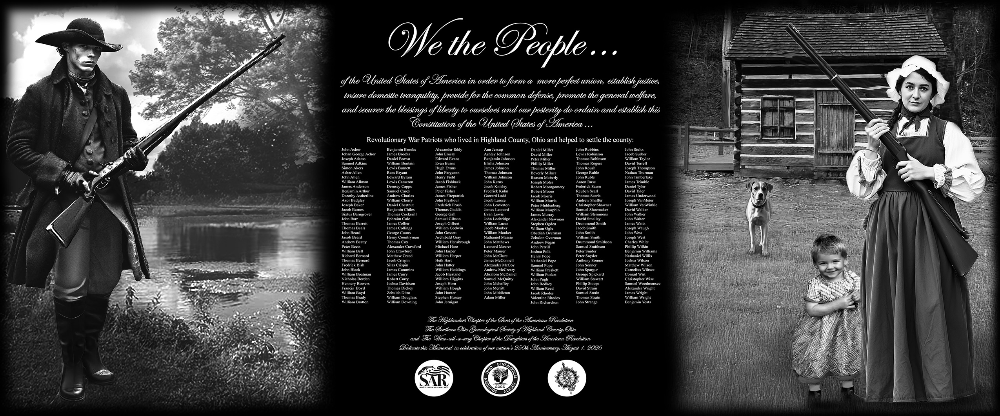 We the People...
of the United States of America in order to form a more perfect union, establish justice,
insure domestic tranquility, provide for the common defense, promote the general welfare,
and securer the blessings of liberty to ourselves and our posterity do ordain and establish this
Constitution of the United States of America ...
Revolutionary War Patriots who lived in Highland County, Ohio and helped to settle the county:
John Achor
Johan George Achor
Joseph Adams
Samuel Adkins
Simon Akers
Asher Allen
John Allen
William Allman
James Anderson
Benjamin Arthur
Dorothy Astherline
Azor Badgley
Joseph Baker
Jacob Barnes
Sixtus Barngrover
John Barr
Thomas Barrett
Thomas Beals
John Beard
Jacob Beard
Andrew Beatty
Peter Beets
William Bell
Richard Bernard
Thomas Bernard
Fredrick Bish
John Black
William Boatman
Nicholas Borden
Hennery Bowers
Francis Boyd
William Boyd
Thomas Brady
William Bratton
Benjamin Brooks
James Brooks
Daniel Brown
William Buntain
Lewis Burnett
Ross Bryant
Edward Byram
Lewis Cameron
Demsey Capps
Samuel Carey
Andrew Charles
William Cherry
Daniel Chestnut
Benjamin Chiles
Thomas Cockerill
Ephraim Cole
James Collier
James Collings
George Coons
Henry Countryman
Thomas Cox
Alexander Crawford
John Crawford
Matthew Creed
Jacob Crispin
Silas Crispin
James Cummins
James Curry
Robert Curry
Joshua Davidson
Thomas Dickey
Zebulah Ditto
William Douglass
William Downing
Alexander Eddy
John Emery
Edward Evans
Evan Evans
Hugh Evans
John Ferguson
Henry Field
Jacob Fishback
James Fisher
Peter Fisher
James Fitzpatrick
John Freshour
Frederick Frush
Thomas Gaddis
George Gall
Samuel Gibson
Joseph Gilbert
William Godwin
John Gossett
Archibald Gray
William Hansbrough
Michael Hare
John Harper
William Harper
Heth Hart
John Hatter
William Heddings
Jacob Hiestand
William Higgins
Joseph Horn
William Hough
John Hunter
Stephen Hussey
John Jernigan
Ann Jessup
Ashley Johnson
Benjamin Johnson
Elisha Johnson
James Johnson
Thomas Johnson
William Johnson
John Kerns
Jacob Knisley
Fredrick Kuhn
Garrard Ladd
Jacob Larose
John Leaverton
James Leonard
Evan Lewis
John Lochridge
William Lucas
Jacob Manker
William Manker
Nathaniel Massie
John Matthews
Leonard Maurer
Peter Maurer
John McClure
James McConnell
Alexander McCoy
Andrew McCreary
Absalom McDaniel
Samuel McQuitty
John Mehaffey
John Merritt
John Middleton
Adam Miller
Daniel Miller
David Miller
Peter Miller
Phillip Miller
Thomas Miller
Beverly Milner
Reason Moberly
Joseph Moler
Robert Montgomery
Robert Moore
Jacob Morris
William Morris
Peter Muhlenberg
William Murphin
James Murray
Alexander Newman
Stephen Ogden
William Ogle
Obediah Overman
Zebulon Overman
Andrew Pegan
John Perrill
Joshua Polk
Henry Pope
Nathaniel Pope
Samuel Pope
William Preskett
William Pucket
John Pugh
John Redkey
William Reed
Jacob Rhodes
Valentine Rhodes
John Richardson
John Robbins
Lewis Robinson
Thomas Robinson
Thomas Rogers
John Roush
George Ruble
John Ruble
Aaron Ruse
Federick Saum
Reuben Searl
Thomas Searls
Andrew Shaffer
Christopher Shawner
Samuel Shoemaker
William Slemmons
David Smalley
Drummond Smith
Jacob Smith
John Smith
William Smith
Drummond Smithson
Samuel Smithson
Peter Snider
Peter Snyder
Anthony Sonner
John Sonner
John Spargur
George Spickard
William Stewart
Phillip Stoops
David Strain
Samuel Strain
Thomas Strain
John Strange
John Stultz
Jacob Surber
William Taylor
David Terrell
Joseph Thompson
Nathan Thurman
John Timberlake
James Trimble
Daniel Tyler
David Tyler
James Underwood
Joseph VanMeter
William VanWinkle
David Walker
John Walker
John Walter
James Watts
Joseph Waugh
John West
Joseph West
Charles White
Phillip Wilkin
Benjamin Williams
Nathaniel Willis
Joshua Wilson
Matthew Wilson
Cornelius Wiltsee
Conrad Wirt
Christopher Wise
Samuel Woodmansee
Alexander Wright
James Wright
William Wright
Benjamin Yeats
The Highlanders Chapter of the Sons of the American Revolution
The Southern Ohio Genealogical Society of Highland County, Ohio
and The Waw-wil-a-way Chapter of the Daughters of the American Revolution
Dedicate this Memorial in celebration of our nation's 250th Anniversary, August 1, 2026
SAR
SONS OF THE AMERICAN REVOLUTION
SOUTHERN OHIO GENEALOGICAL SOCIETY
SOGS